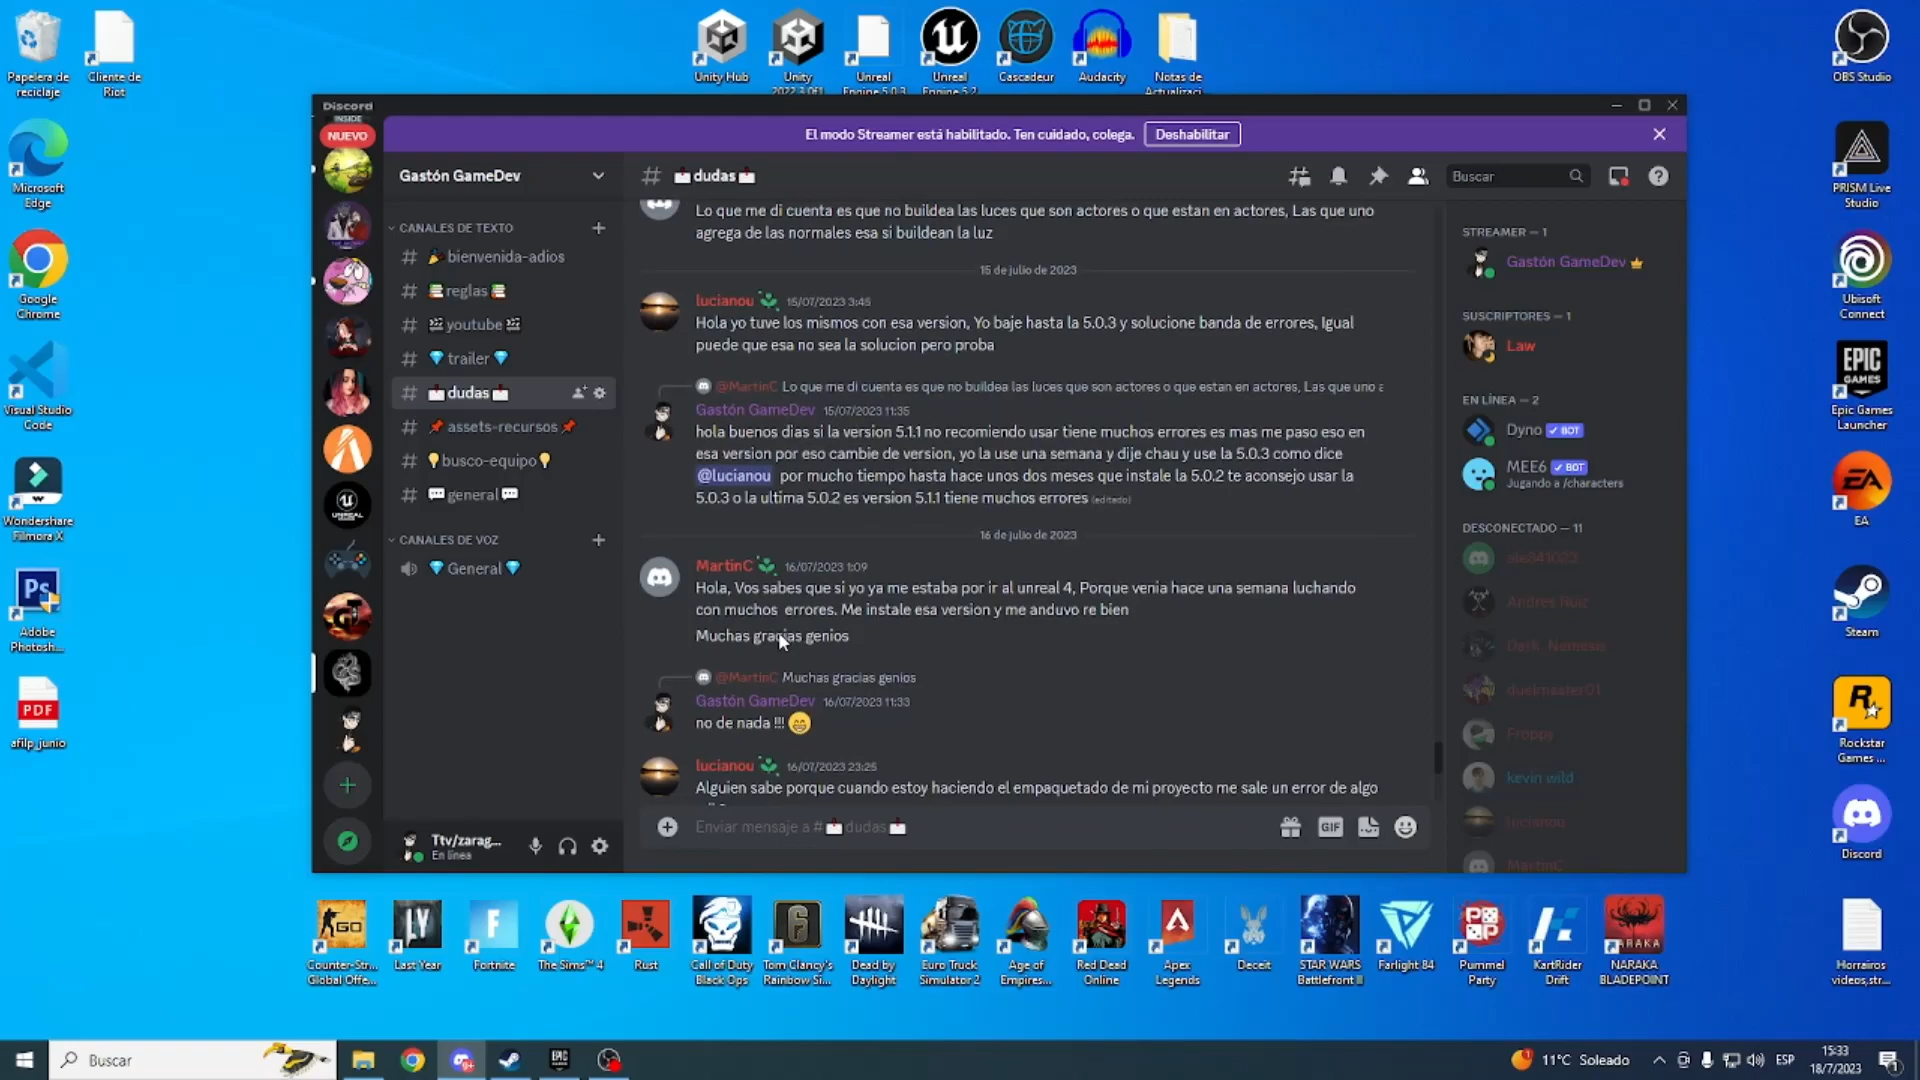 Papelera de reciclaje
Cliente de Riot
Unity Hub
Unity 2022.3.0f1
Unreal Engine 5.0.3
Unreal Engine 5.2
Cascadeur
Audacity
Notas de Actualizaci...
OBS Studio
Microsoft Edge
Google Chrome
Visual Studio Code
Wondershare Filmora X
Adobe Photosh...
Ps
PDF
afilp_junio
PRISM Live Studio
Ubisoft Connect
EPIC GAMES
Epic Games Launcher
EA
EA
Steam
Rockstar Games ...
Discord
Horrairos videos,str...
Discord
INSIDE
NUEVO
El modo Streamer está habilitado. Ten cuidado, colega.
Deshabilitar
Gastón GameDev
CANALES DE TEXTO
bienvenida-adios
reglas
youtube
trailer
dudas
assets-recursos
busco-equipo
general
CANALES DE VOZ
General
Ttv/zarag...
En línea
# dudas
Buscar
Lo que me di cuenta es que no buildea las luces que son actores o que estan en actores, Las que uno
agrega de las normales esa si buildean la luz
15 de julio de 2023
lucianou 15/07/2023 3:45
Hola yo tuve los mismos con esa version, Yo baje hasta la 5.0.3 y solucione banda de errores, Igual
puede que esa no sea la solucion pero proba
@MartinC Lo que me di cuenta es que no buildea las luces que son actores o que estan en actores, Las que uno a
Gastón GameDev 15/07/2023 11:35
hola buenos dias si la version 5.1.1 no recomiendo usar tiene muchos errores es mas me paso eso en
esa version por eso cambie de version, yo la use una semana y dije chau y use la 5.0.3 como dice
@lucianou por mucho tiempo hasta hace unos dos meses que instale la 5.0.2 te aconsejo usar la
5.0.3 o la ultima 5.0.2 es version 5.1.1 tiene muchos errores (editado)
16 de julio de 2023
MartinC 16/07/2023 1:09
Hola, Vos sabes que si yo ya me estaba por ir al unreal 4, Porque venia hace una semana luchando
con muchos errores. Me instale esa version y me anduvo re bien
Muchas gracias genios
@MartinC Muchas gracias genios
Gastón GameDev 16/07/2023 11:33
no de nada !!!
lucianou 16/07/2023 23:25
Alguien sabe porque cuando estoy haciendo el empaquetado de mi proyecto me sale un error de algo
Enviar mensaje a # dudas
GIF
STREAMER — 1
Gastón GameDev
SUSCRIPTORES — 1
Law
EN LÍNEA — 2
Dyno BOT
MEE6 BOT
Jugando a /characters
DESCONECTADO — 11
Andres Ruiz
duelmaster01
Froppy
kevin wild
lucianou
MartinC
Counter-Str... Global Offe...
Last Year
Fortnite
The Sims™ 4
Rust
Call of Duty Black Ops
Tom Clancy's Rainbow Si...
Dead by Daylight
Euro Truck Simulator 2
Age of Empires...
Red Dead Online
Apex Legends
Deceit
STAR WARS Battlefront II
Farlight 84
Pummel Party
KartRider Drift
NARAKA BLADEPOINT
Buscar
11°C Soleado
ESP
15:33
18/7/2023